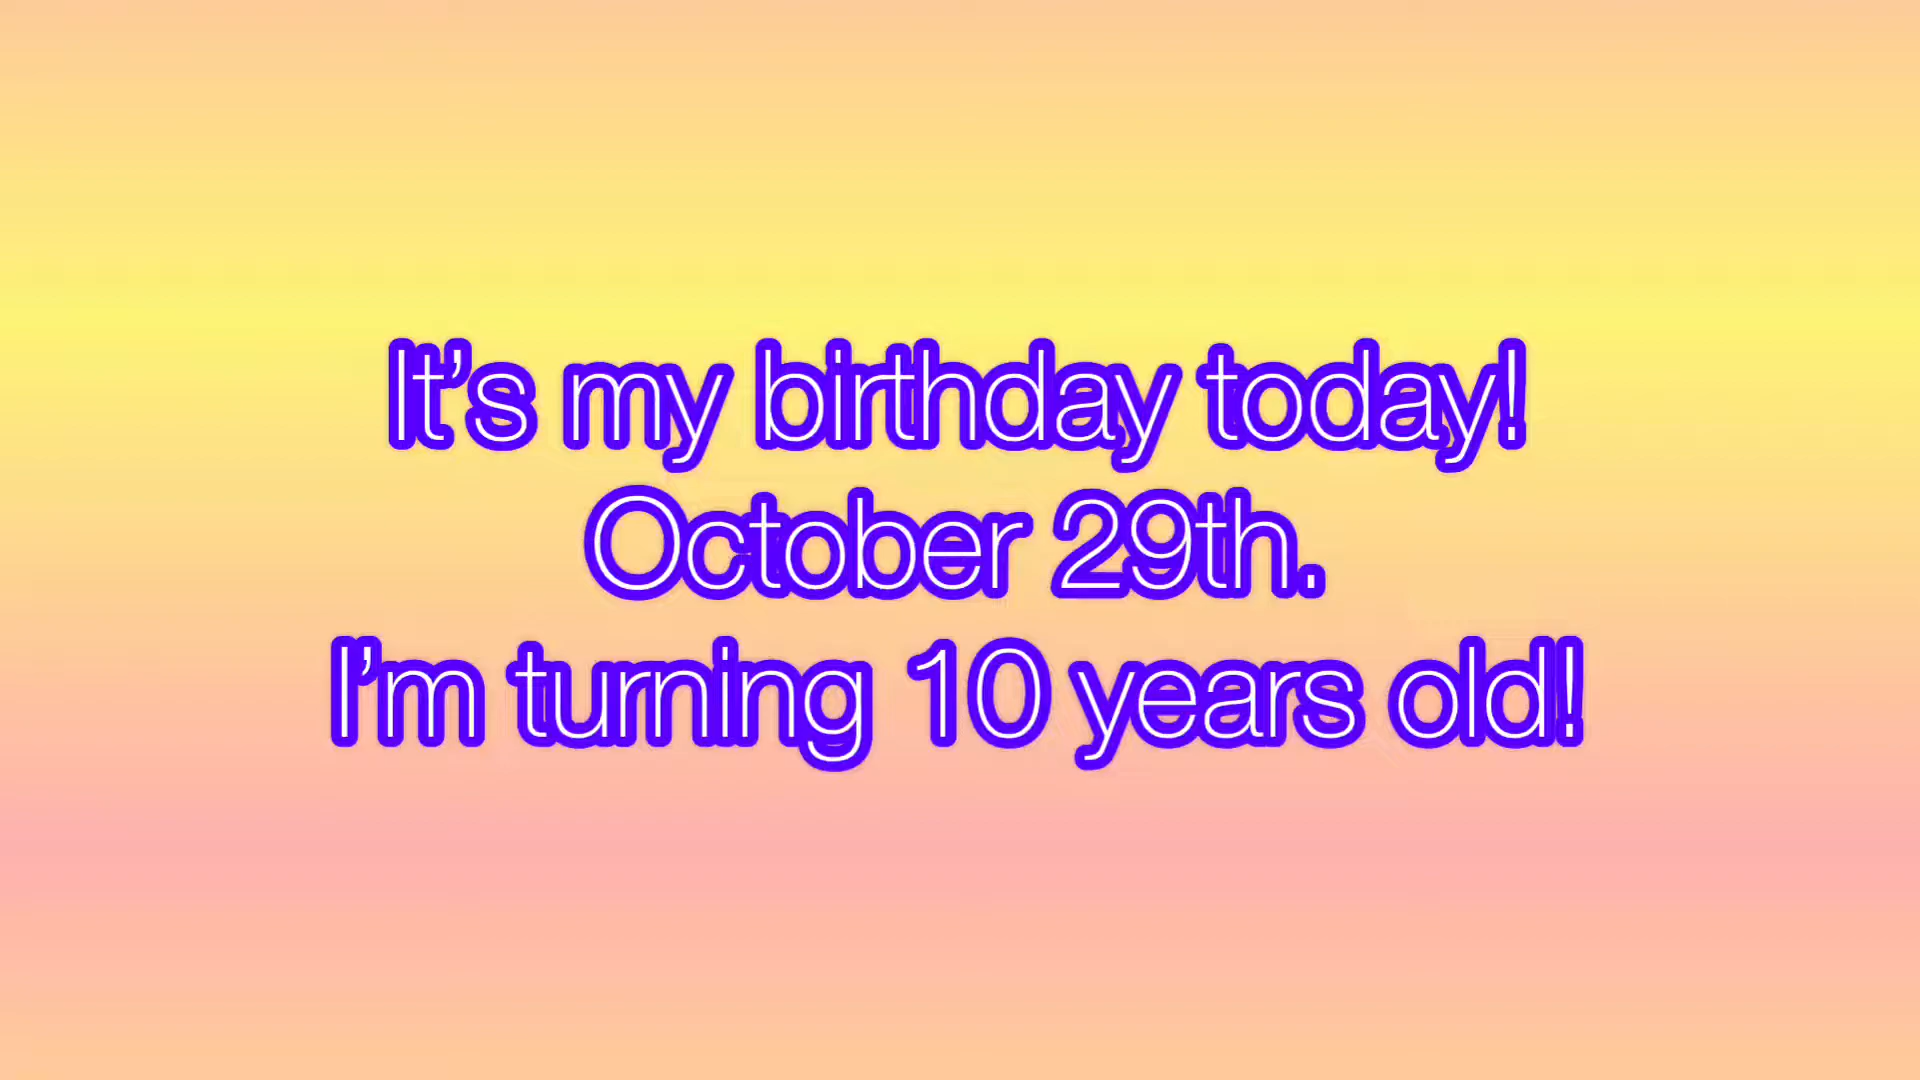 It’s my birthday today!
October 29th.
I’m turning 10 years old!